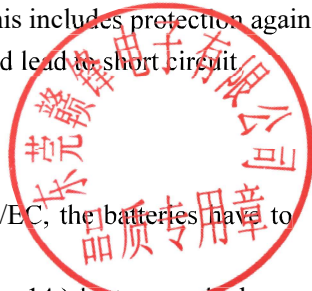 his includes protection again
d lead to short circuit.
东莞赣锋电子有限公司
/EC, the batteries have to
品质专用章